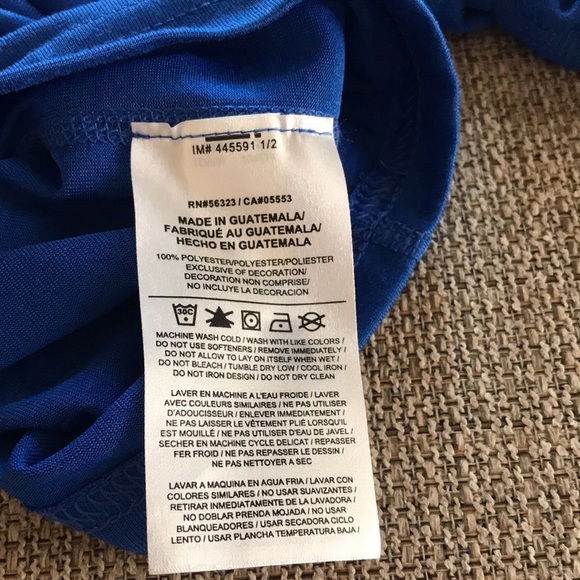 IM# 445591 1/2
RN#56323 / CA#05553
MADE IN GUATEMALA/
FABRIQUÉ AU GUATEMALA/
HECHO EN GUATEMALA
100% POLYESTER/POLYESTER/POLIESTER
EXCLUSIVE OF DECORATION/
DECORATION NON COMPRISE/
NO INCLUYE LA DECORACION
30C
MACHINE WASH COLD / WASH WITH LIKE COLORS /
DO NOT USE SOFTENERS / REMOVE IMMEDIATELY /
DO NOT ALLOW TO LAY ON ITSELF WHEN WET /
DO NOT BLEACH / TUMBLE DRY LOW / COOL IRON /
DO NOT IRON DESIGN / DO NOT DRY CLEAN
LAVER EN MACHINE A L'EAU FROIDE / LAVER
AVEC COULEURS SIMILAIRES / NE PAS UTILISER
D'ADOUCISSEUR / ENLEVER IMMEDIATEMENT /
NE PAS LAISSER LE VÊTEMENT PLIÉ LORSQUIL
EST MOUILLÉ / NE PAS UTILISER D'EAU DE JAVEL /
SECHER EN MACHINE CYCLE DELICAT / REPASSER
FER FROID / NE PAS REPASSER LE DESSIN /
NE PAS NETTOYER A SEC
LAVAR A MAQUINA EN AGUA FRIA / LAVAR CON
COLORES SIMILARES / NO USAR SUAVIZANTES /
RETIRAR INMEDIATAMENTE DE LA LAVADORA /
NO DOBLAR PRENDA MOJADA / NO USAR
BLANQUEADORES / USAR SECADORA CICLO
LENTO / USAR PLANCHA TEMPERATURA BAJA /